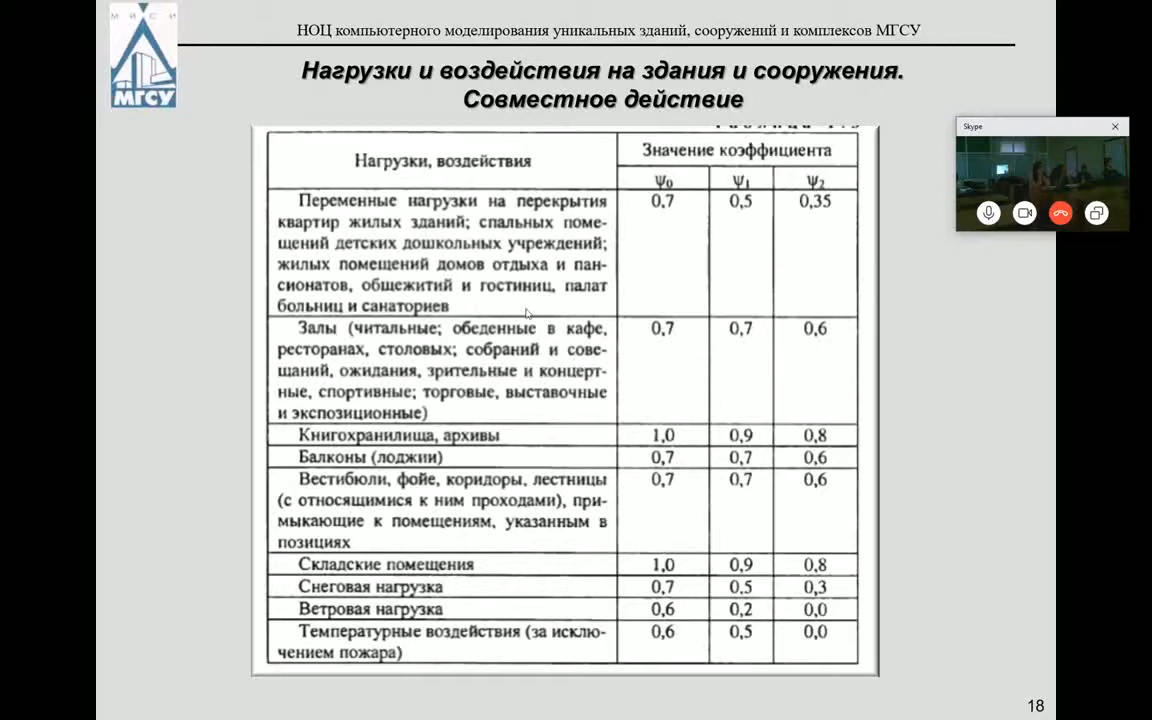 НОЦ компьютерного моделирования уникальных зданий, сооружений и комплексов МГСУ
МИСИ
МГСУ
Нагрузки и воздействия на здания и сооружения.
Совместное действие
Нагрузки, воздействия
Значение коэффициента
Ψ0 Ψ1 Ψ2
Переменные нагрузки на перекрытия 0,7 0,5 0,35
квартир жилых зданий; спальных поме-
щений детских дошкольных учреждений;
жилых помещений домов отдыха и пан-
сионатов, общежитий и гостиниц, палат
больниц и санаториев
Залы (читальные; обеденные в кафе, 0,7 0,7 0,6
ресторанах, столовых; собраний и сове-
щаний, ожидания, зрительные и концерт-
ные, спортивные; торговые, выставочные
и экспозиционные)
Книгохранилища, архивы 1,0 0,9 0,8
Балконы (лоджии) 0,7 0,7 0,6
Вестибюли, фойе, коридоры, лестницы 0,7 0,7 0,6
(с относящимися к ним проходами), при-
мыкающие к помещениям, указанным в
позициях
Складские помещения 1,0 0,9 0,8
Снеговая нагрузка 0,7 0,5 0,3
Ветровая нагрузка 0,6 0,2 0,0
Температурные воздействия (за исклю- 0,6 0,5 0,0
чением пожара)
Skype
18